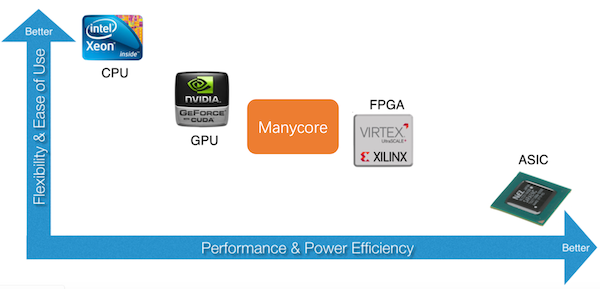 Better
Flexibility & Ease of Use
intel
Xeon
inside™
CPU
NVIDIA
GEFORCE
CUDA
GPU
Manycore
FPGA
VIRTEX
UltraSCALE+
XILINX
ASIC
Performance & Power Efficiency
Better